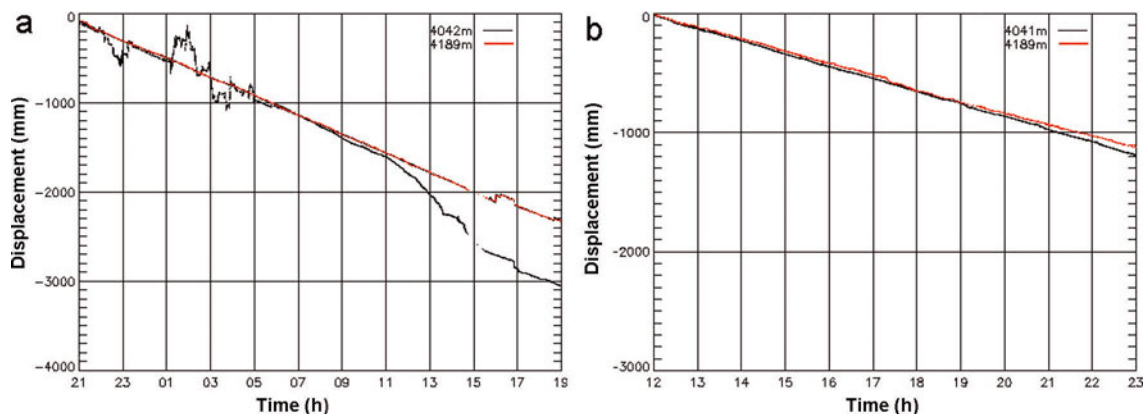 a
0
-1000
-2000
-3000
-4000
Displacement (mm)
4042m
4189m
21 23 01 03 05 07 09 11 13 15 17 19
Time (h)
b
0
-1000
-2000
-3000
Displacement (mm)
4041m
4189m
12 13 14 15 16 17 18 19 20 21 22 23
Time (h)